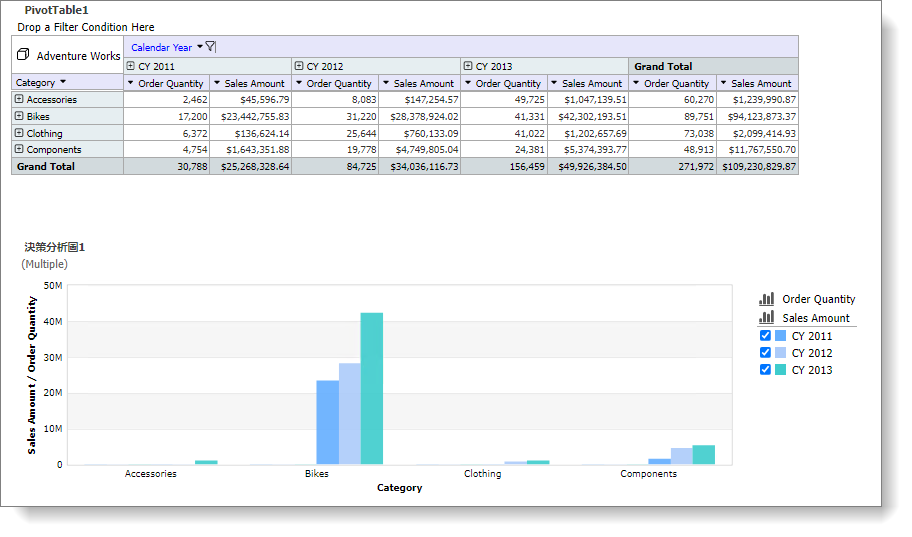 PivotTable1
Drop a Filter Condition Here
Adventure Works Calendar Year
CY 2011 CY 2012 CY 2013 Grand Total
Category Order Quantity Sales Amount Order Quantity Sales Amount Order Quantity Sales Amount Order Quantity Sales Amount
Accessories 2,462 $45,596.79 8,083 $147,254.57 49,725 $1,047,139.51 60,270 $1,239,990.87
Bikes 17,200 $23,442,755.83 31,220 $28,378,924.02 41,331 $42,302,193.51 89,751 $94,123,873.37
Clothing 6,372 $136,624.14 25,644 $760,133.09 41,022 $1,202,657.69 73,038 $2,099,414.93
Components 4,754 $1,643,351.88 19,778 $4,749,805.04 24,381 $5,374,393.77 48,913 $11,767,550.70
Grand Total 30,788 $25,268,328.64 84,725 $34,036,116.73 156,459 $49,926,384.50 271,972 $109,230,829.87
決策分析圖1
(Multiple)
Sales Amount / Order Quantity
50M
40M
30M
20M
10M
0
Accessories Bikes Clothing Components
Category
Order Quantity
Sales Amount
CY 2011
CY 2012
CY 2013